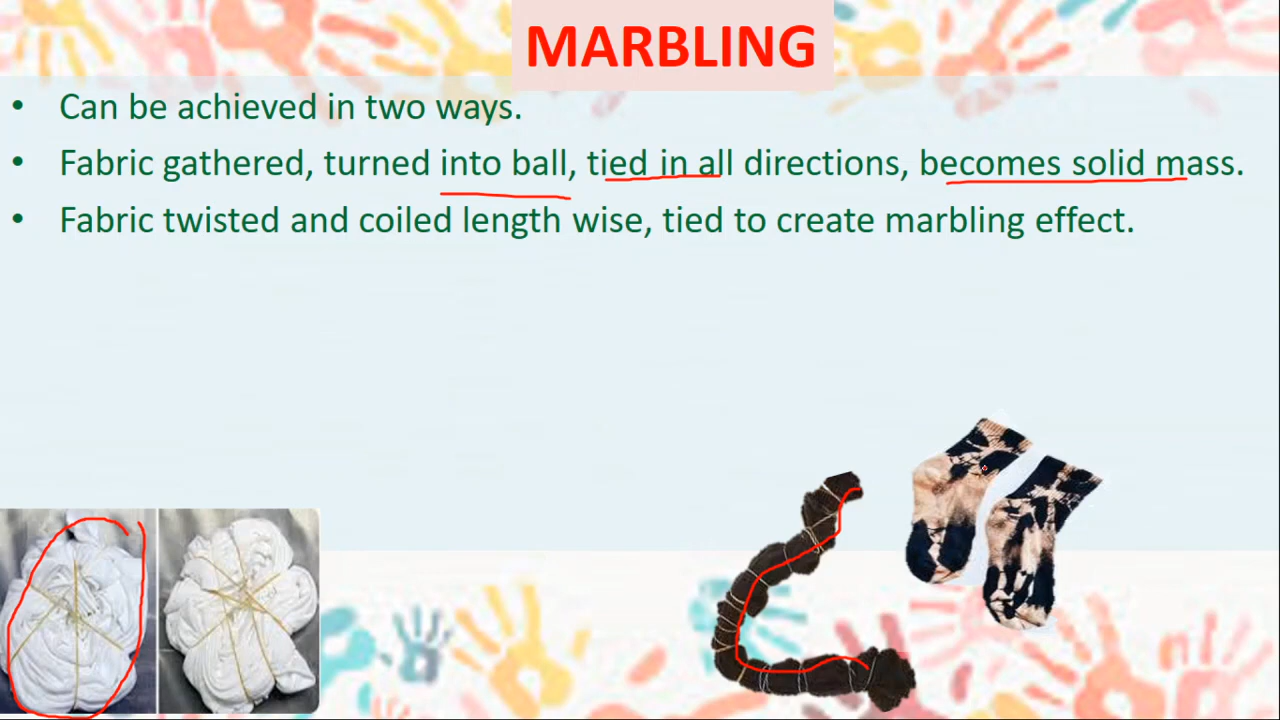 MARBLING
• Can be achieved in two ways.
• Fabric gathered, turned into ball, tied in all directions, becomes solid mass.
• Fabric twisted and coiled length wise, tied to create marbling effect.